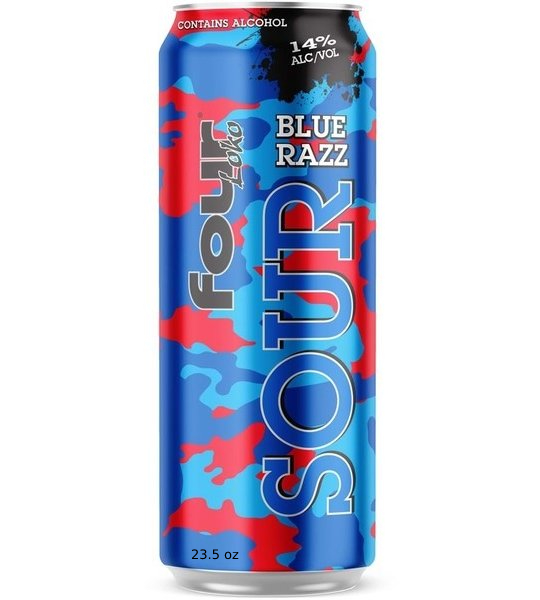 CONTAINS ALCOHOL
14%
ALC/VOL
BLUE
RAZZ
four
Loko
SOUR
23.5 oz